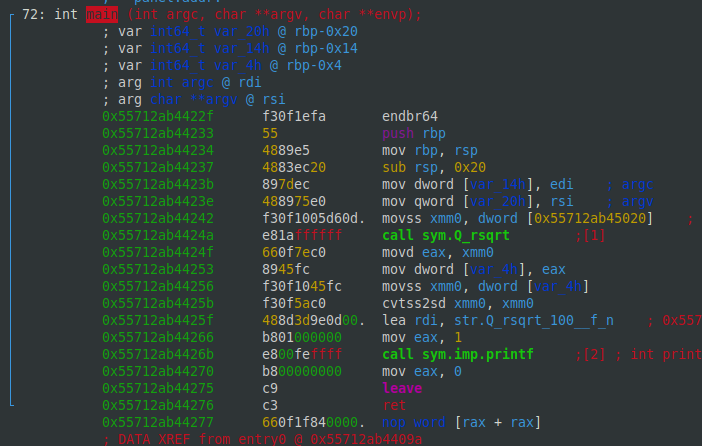 72: int main (int argc, char **argv, char **envp);
; var int64_t var_20h @ rbp-0x20
; var int64_t var_14h @ rbp-0x14
; var int64_t var_4h @ rbp-0x4
; arg int argc @ rdi
; arg char **argv @ rsi
0x55712ab4422f f30f1efa endbr64
0x55712ab44233 55 push rbp
0x55712ab44234 4889e5 mov rbp, rsp
0x55712ab44237 4883ec20 sub rsp, 0x20
0x55712ab4423b 897dec mov dword [var_14h], edi ; argc
0x55712ab4423e 488975e0 mov qword [var_20h], rsi ; argv
0x55712ab44242 f30f1005d60d. movss xmm0, dword [0x55712ab45020] ;
0x55712ab4424a e81affffff call sym.Q_rsqrt ;[1]
0x55712ab4424f 660f7ec0 movd eax, xmm0
0x55712ab44253 8945fc mov dword [var_4h], eax
0x55712ab44256 f30f1045fc movss xmm0, dword [var_4h]
0x55712ab4425b f30f5ac0 cvtss2sd xmm0, xmm0
0x55712ab4425f 488d3d9e0d00. lea rdi, str.Q_rsqrt_100__f_n ; 0x557
0x55712ab44266 b801000000 mov eax, 1
0x55712ab4426b e800feffff call sym.imp.printf ;[2] ; int print
0x55712ab44270 b800000000 mov eax, 0
0x55712ab44275 c9 leave
0x55712ab44276 c3 ret
0x55712ab44277 660f1f840000. nop word [rax + rax]
; DATA XREF from entry0 @ 0x55712ab4409a